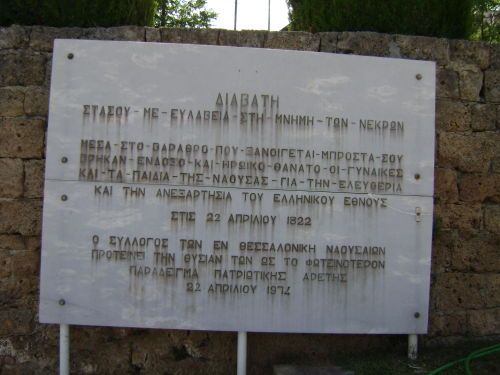 ΔΙΑΒΑΤΗ
ΣΤΑΣΟΥ-ΜΕ-ΕΥΛΑΒΕΙΑ-ΣΤΗ-ΜΝΗΜΗ-ΤΩΝ-ΝΕΚΡΩΝ
ΜΕΣΑ-ΣΤΟ-ΒΑΡΑΘΡΟ-ΠΟΥ-ΞΑΝΟΙΓΕΤΑΙ-ΜΠΡΟΣΤΑ-ΣΟΥ
ΒΡΗΚΑΝ-ΕΝΔΟΞΟ-ΚΑΙ-ΗΡΩΙΚΟ-ΘΑΝΑΤΟ-ΟΙ-ΓΥΝΑΙΚΕΣ
ΚΑΙ-ΤΑ-ΠΑΙΔΙΑ-ΤΗΣ-ΝΑΟΥΣΑΣ-ΓΙΑ-ΤΗΝ-ΕΛΕΥΘΕΡΙΑ
ΚΑΙ ΤΗΝ ΑΝΕΞΑΡΤΗΣΙΑ ΤΟΥ ΕΛΛΗΝΙΚΟΥ ΕΘΝΟΥΣ
ΣΤΙΣ 22 ΑΠΡΙΛΙΟΥ 1822
Ο ΣΥΛΛΟΓΟΣ ΤΩΝ ΕΝ ΘΕΣΣΑΛΟΝΙΚΗ ΝΑΟΥΣΑΙΩΝ
ΠΡΟΤΕΙΝΕΙ ΤΗΝ ΘΥΣΙΑΝ ΤΩΝ ΩΣ ΤΟ ΦΩΤΕΙΝΟΤΕΡΟΝ
ΠΑΡΑΔΕΙΓΜΑ ΠΑΤΡΙΩΤΙΚΗΣ ΑΡΕΤΗΣ
22 ΑΠΡΙΛΙΟΥ 1974